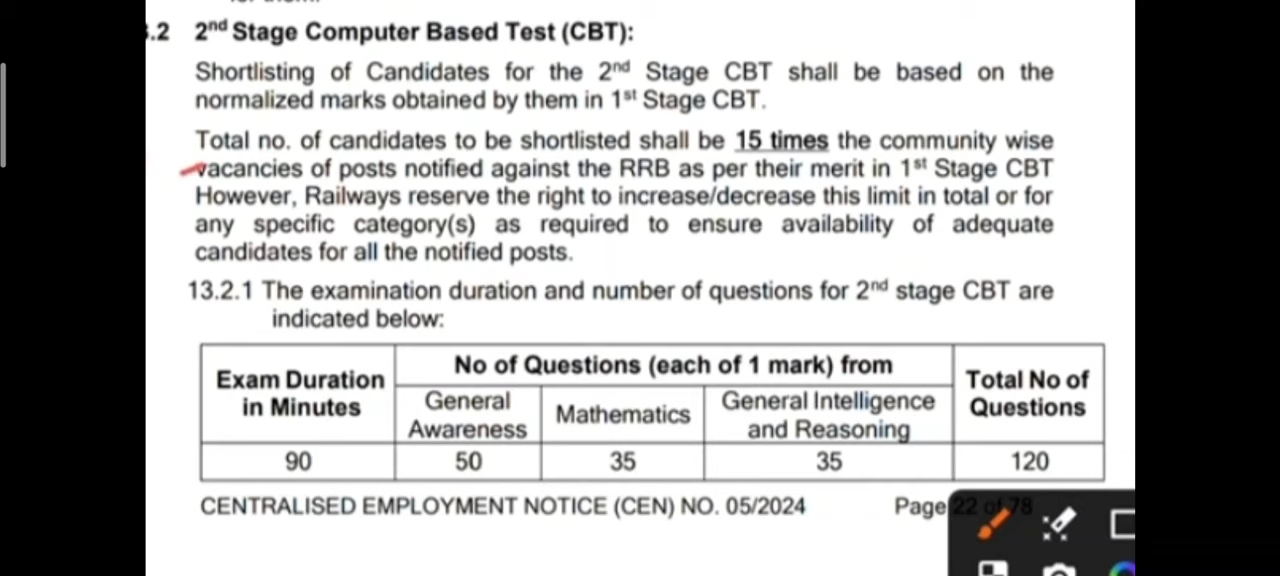 .2 2nd Stage Computer Based Test (CBT):
Shortlisting of Candidates for the 2nd Stage CBT shall be based on the
normalized marks obtained by them in 1st Stage CBT.
Total no. of candidates to be shortlisted shall be 15 times the community wise
vacancies of posts notified against the RRB as per their merit in 1st Stage CBT
However, Railways reserve the right to increase/decrease this limit in total or for
any specific category(s) as required to ensure availability of adequate
candidates for all the notified posts.
13.2.1 The examination duration and number of questions for 2nd stage CBT are
indicated below:
Exam Duration
in Minutes
No of Questions (each of 1 mark) from
Total No of
Questions
General
Awareness
Mathematics
General Intelligence
and Reasoning
90 50 35 35 120
CENTRALISED EMPLOYMENT NOTICE (CEN) NO. 05/2024 Page 22 of 78